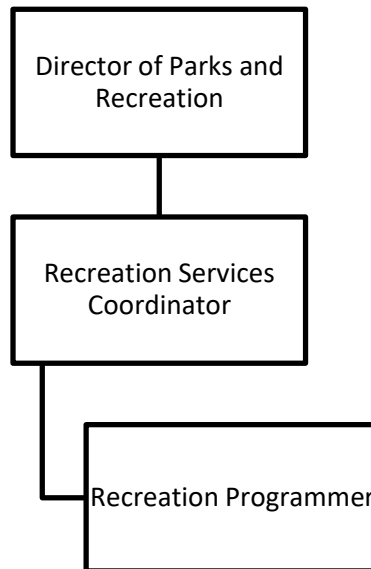 Director of Parks and
Recreation
Recreation Services
Coordinator
Recreation Programmer